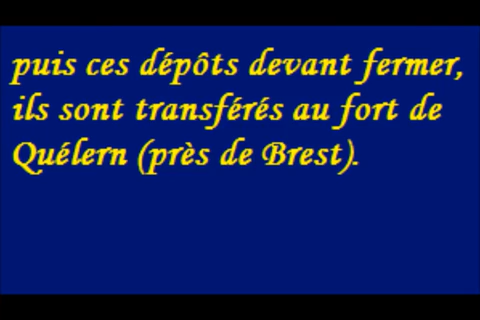 puis ces dépôts devant fermer,
ils sont transférés au fort de
Quélern (près de Brest).